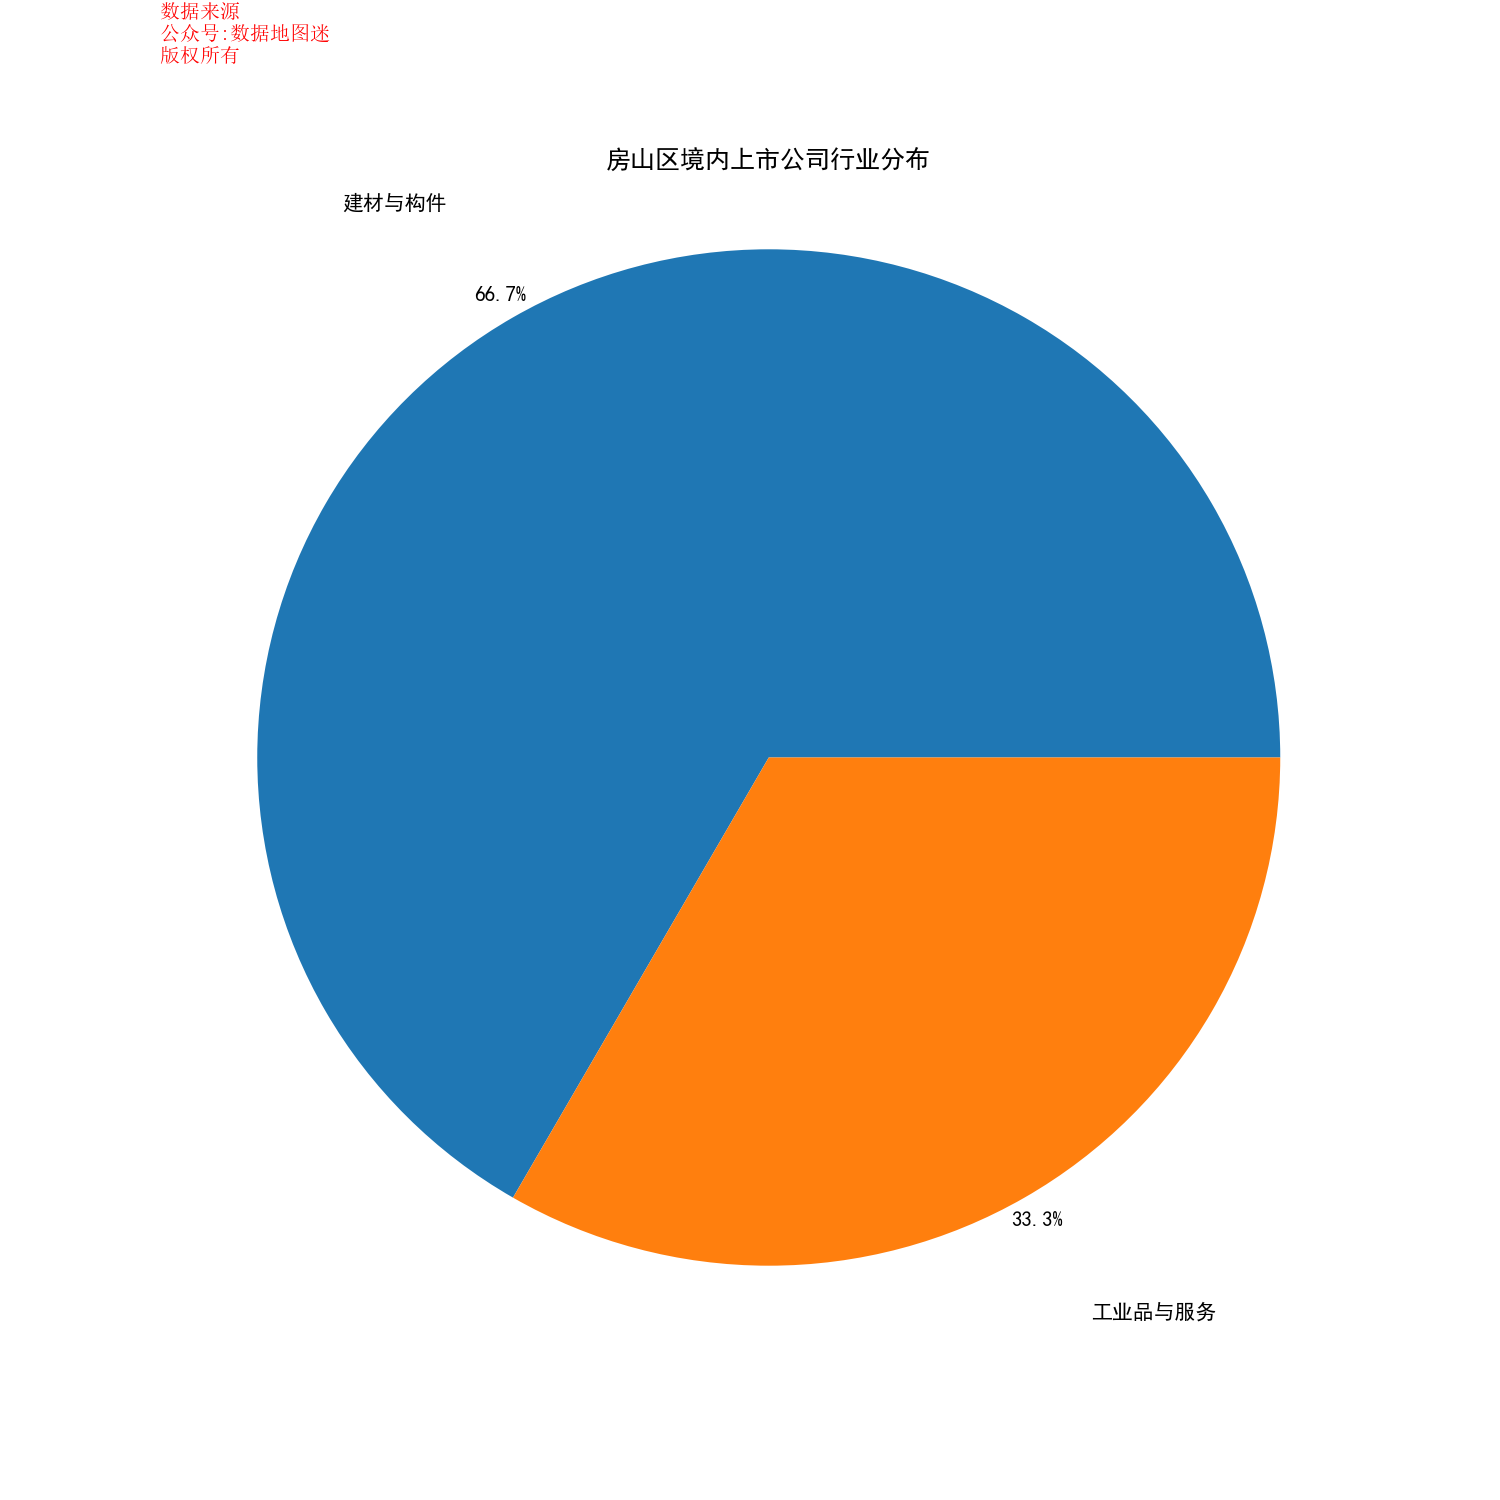 数据来源
公众号:数据地图迷
版权所有
房山区境内上市公司行业分布
建材与构件
66.7%
33.3%
工业品与服务